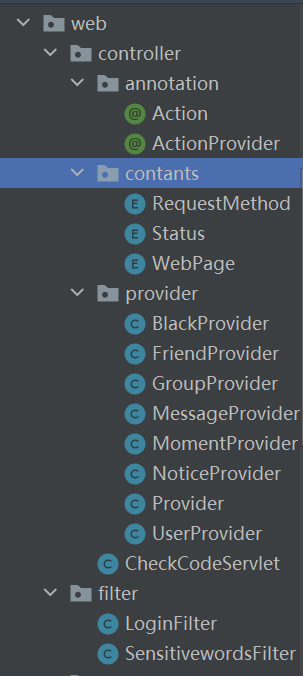 web
controller
annotation
Action
ActionProvider
contants
RequestMethod
Status
WebPage
provider
BlackProvider
FriendProvider
GroupProvider
MessageProvider
MomentProvider
NoticeProvider
Provider
UserProvider
CheckCodeServlet
filter
LoginFilter
SensitivewordsFilter